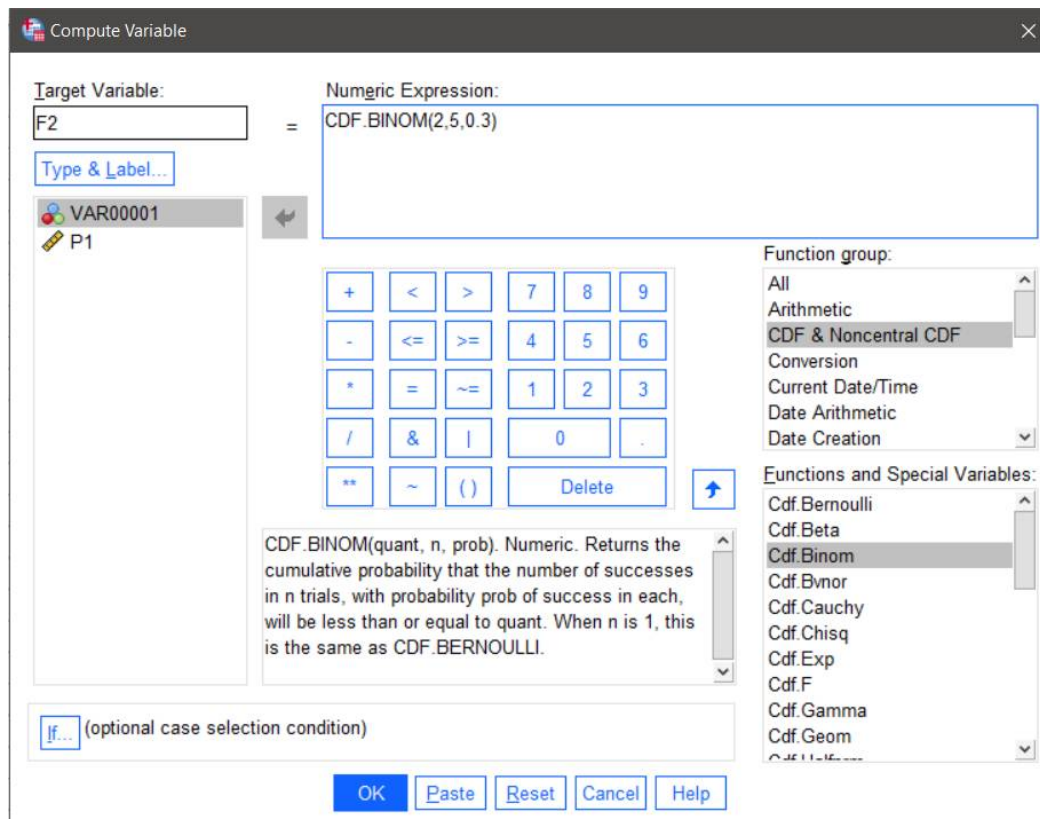 Compute Variable
Target Variable:
F2
=
Numeric Expression:
CDF.BINOM(2,5,0.3)
Type & Label...
VAR00001
P1
+ < > 7 8 9
- <= >= 4 5 6
* = ~= 1 2 3
/ & | 0 .
** ~ ( ) Delete
CDF.BINOM(quant, n, prob). Numeric. Returns the
cumulative probability that the number of successes
in n trials, with probability prob of success in each,
will be less than or equal to quant. When n is 1, this
is the same as CDF.BERNOULLI.
Function group:
All
Arithmetic
CDF & Noncentral CDF
Conversion
Current Date/Time
Date Arithmetic
Date Creation
Functions and Special Variables:
Cdf.Bernoulli
Cdf.Beta
Cdf.Binom
Cdf.Bvnor
Cdf.Cauchy
Cdf.Chisq
Cdf.Exp
Cdf.F
Cdf.Gamma
Cdf.Geom
If... (optional case selection condition)
OK Paste Reset Cancel Help